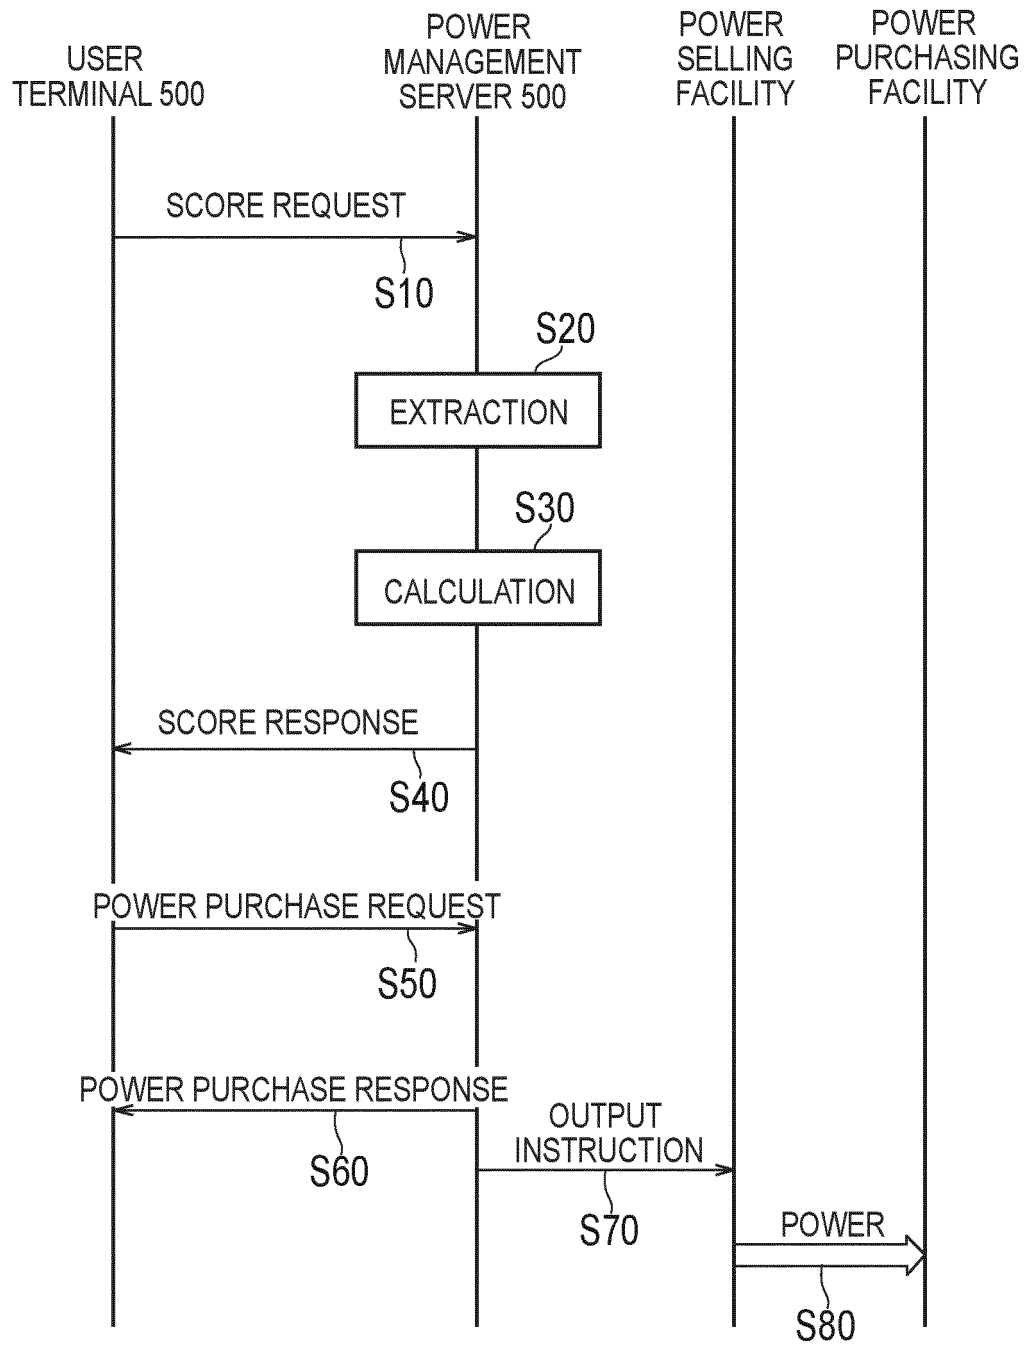 USER
TERMINAL 500
POWER
MANAGEMENT
SERVER 500
POWER
SELLING
FACILITY
POWER
PURCHASING
FACILITY
SCORE REQUEST
S10
S20
EXTRACTION
S30
CALCULATION
SCORE RESPONSE
S40
POWER PURCHASE REQUEST
S50
POWER PURCHASE RESPONSE
S60
OUTPUT
INSTRUCTION
S70
POWER
S80